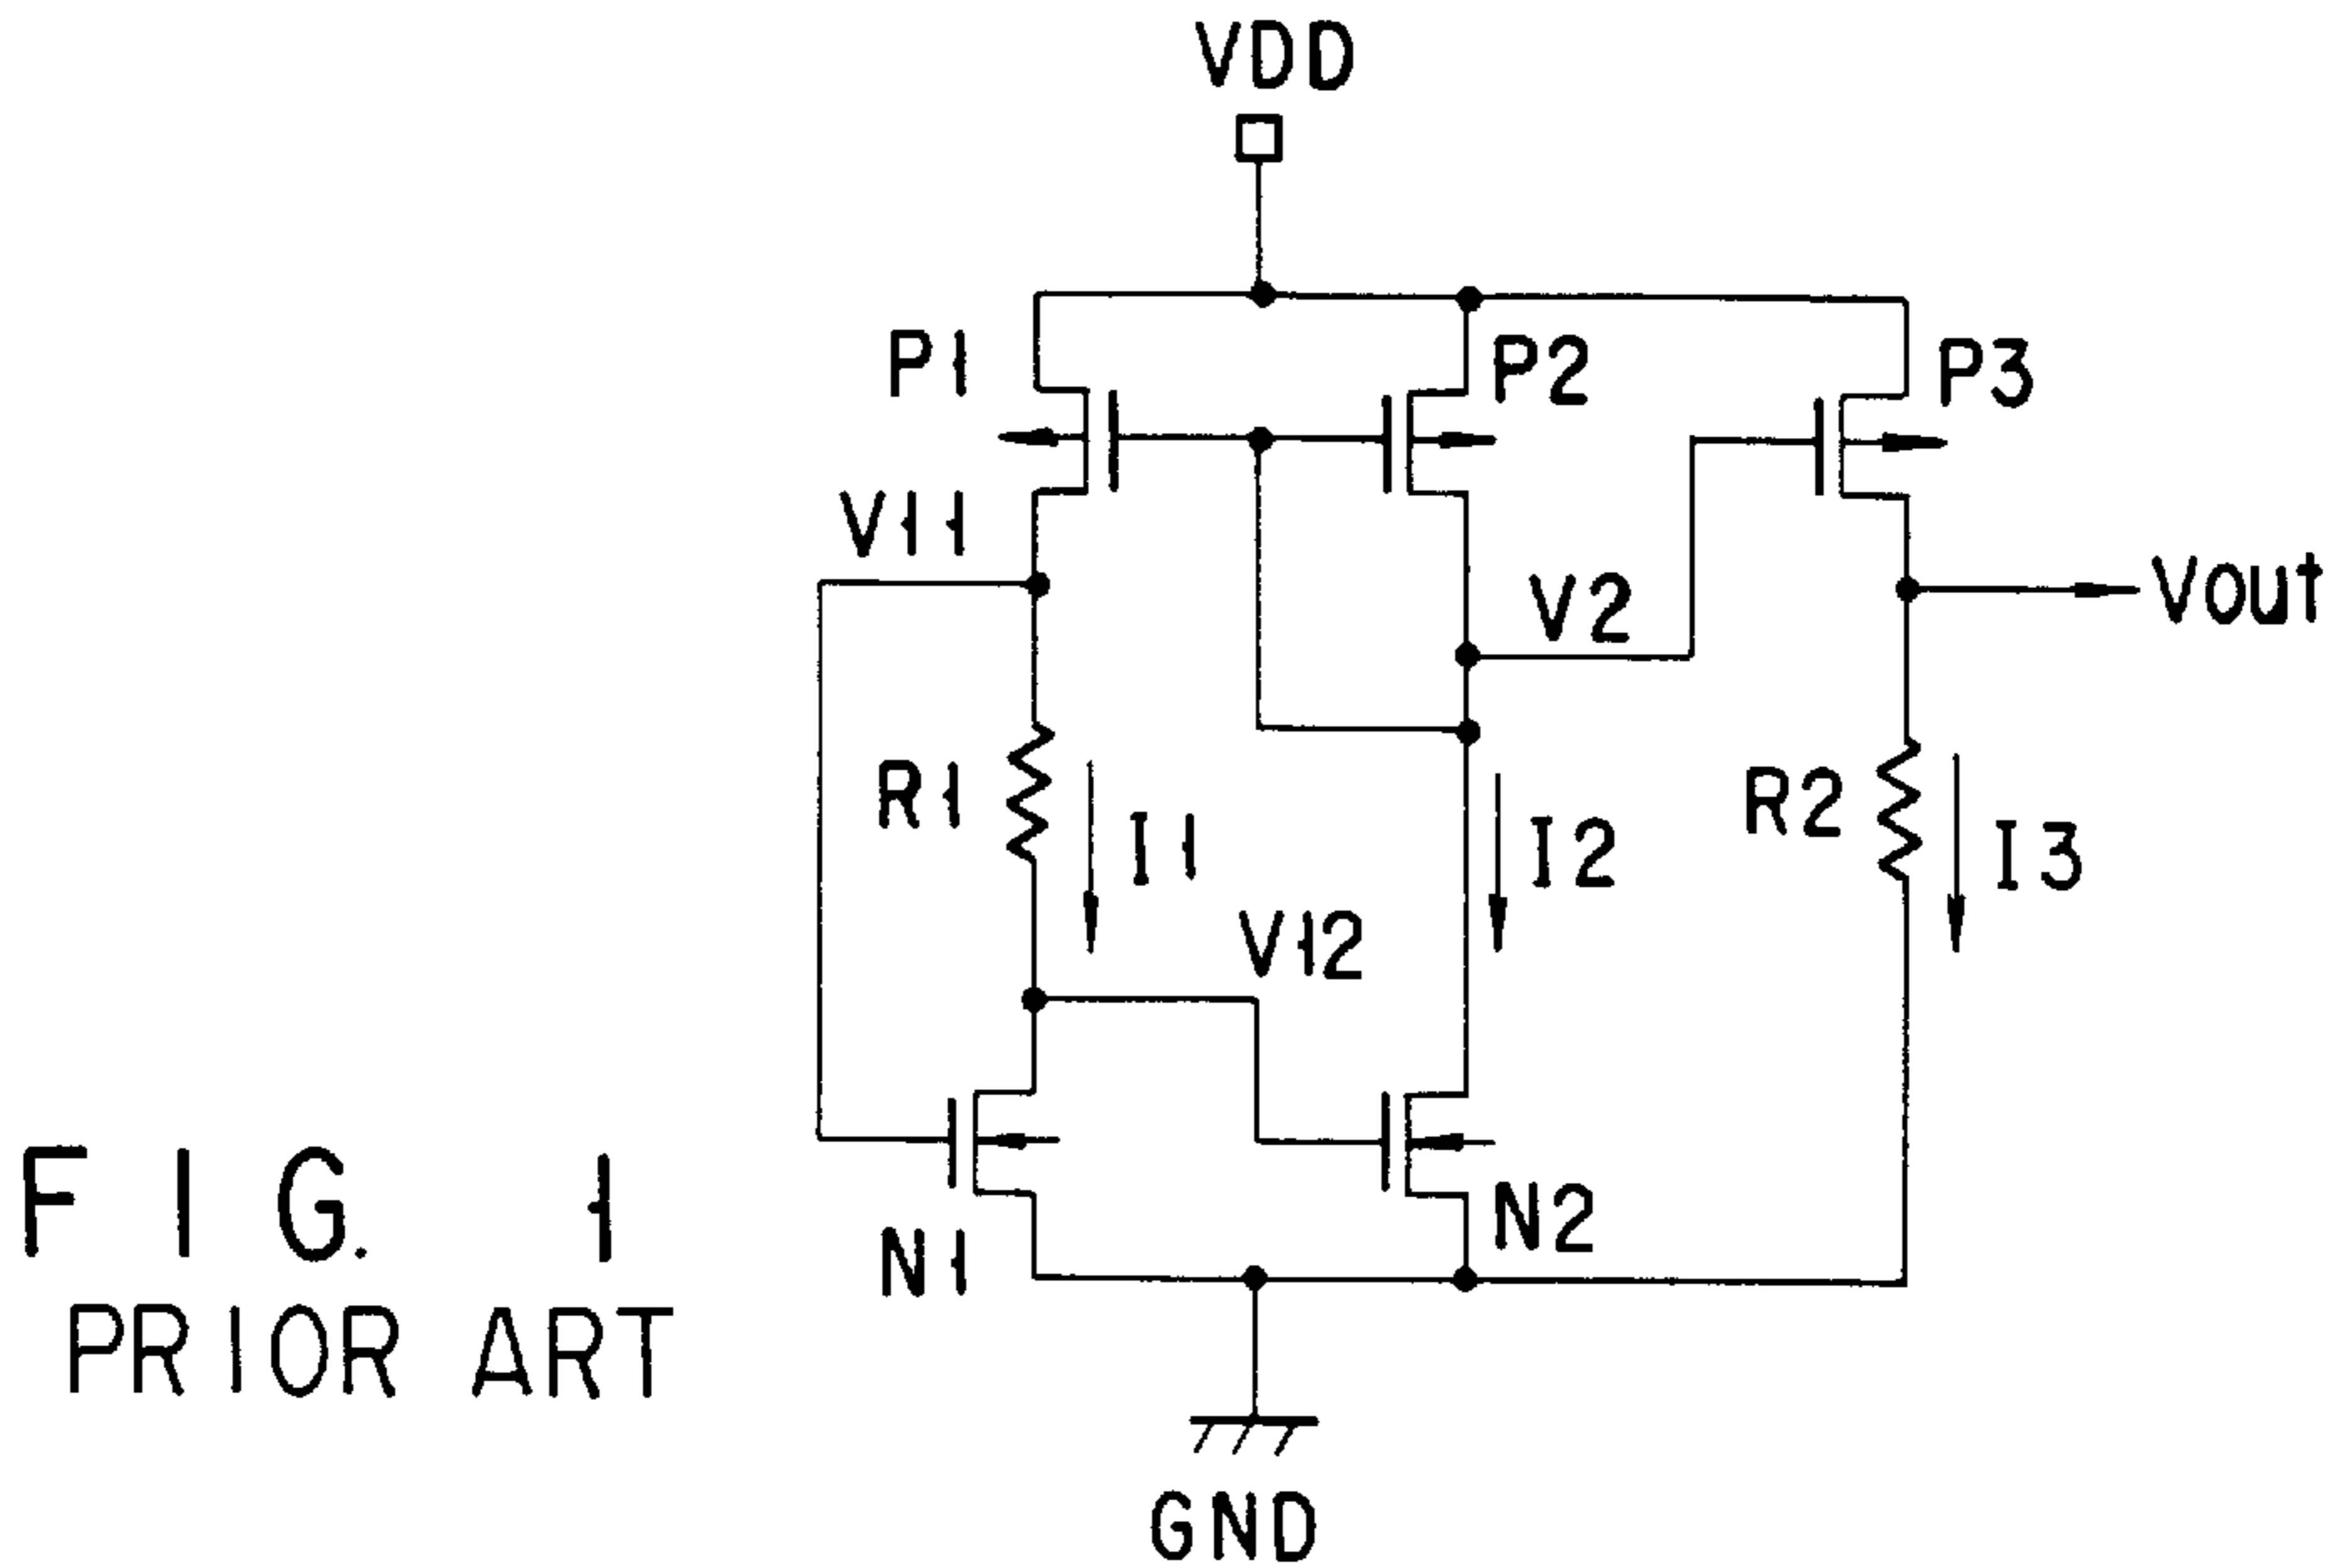 VDD
P1
P2
P3
V11
V2
Vout
R1
I1
I2
R2
I3
V12
N1
N2
FIG. 1
PRIOR ART
GND